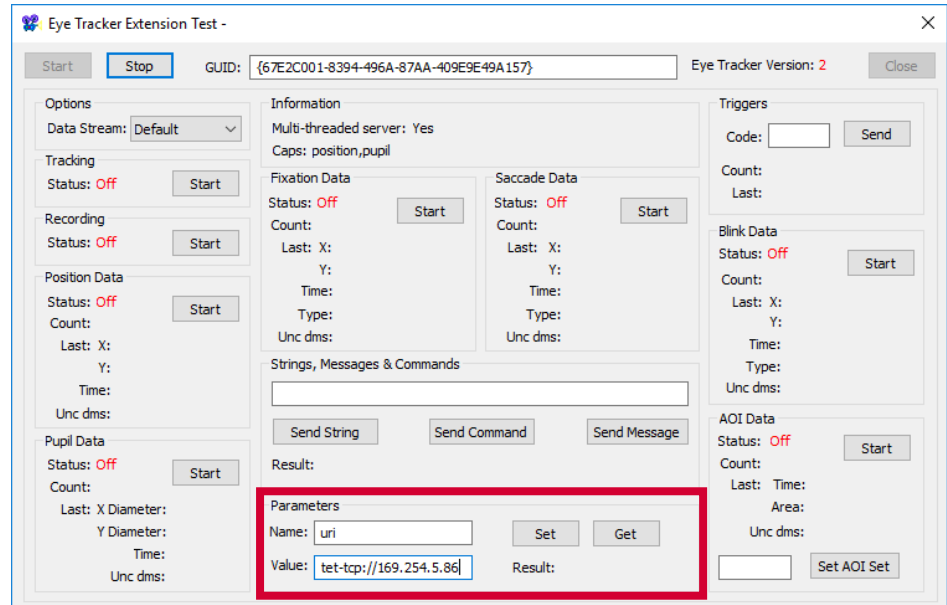 Eye Tracker Extension Test -
Start Stop GUID: {67E2C001-8394-496A-87AA-409E9E49A157} Eye Tracker Version: 2 Close
Options
Data Stream: Default
Tracking
Status: Off Start
Recording
Status: Off Start
Position Data
Status: Off Start
Count:
Last: X:
Y:
Time:
Unc dms:
Pupil Data
Status: Off Start
Count:
Last: X Diameter:
Y Diameter:
Time:
Unc dms:
Information
Multi-threaded server: Yes
Caps: position,pupil
Fixation Data
Status: Off Start
Count:
Last: X:
Y:
Time:
Type:
Unc dms:
Saccade Data
Status: Off Start
Count:
Last: X:
Y:
Time:
Type:
Unc dms:
Strings, Messages & Commands
Send String Send Command Send Message
Result:
Parameters
Name: uri Set Get
Value: tet-tcp://169.254.5.86 Result:
Triggers
Code: Send
Count:
Last:
Blink Data
Status: Off Start
Count:
Last: X:
Y:
Time:
Type:
Unc dms:
AOI Data
Status: Off Start
Count:
Last: Time:
Area:
Unc dms:
Set AOI Set